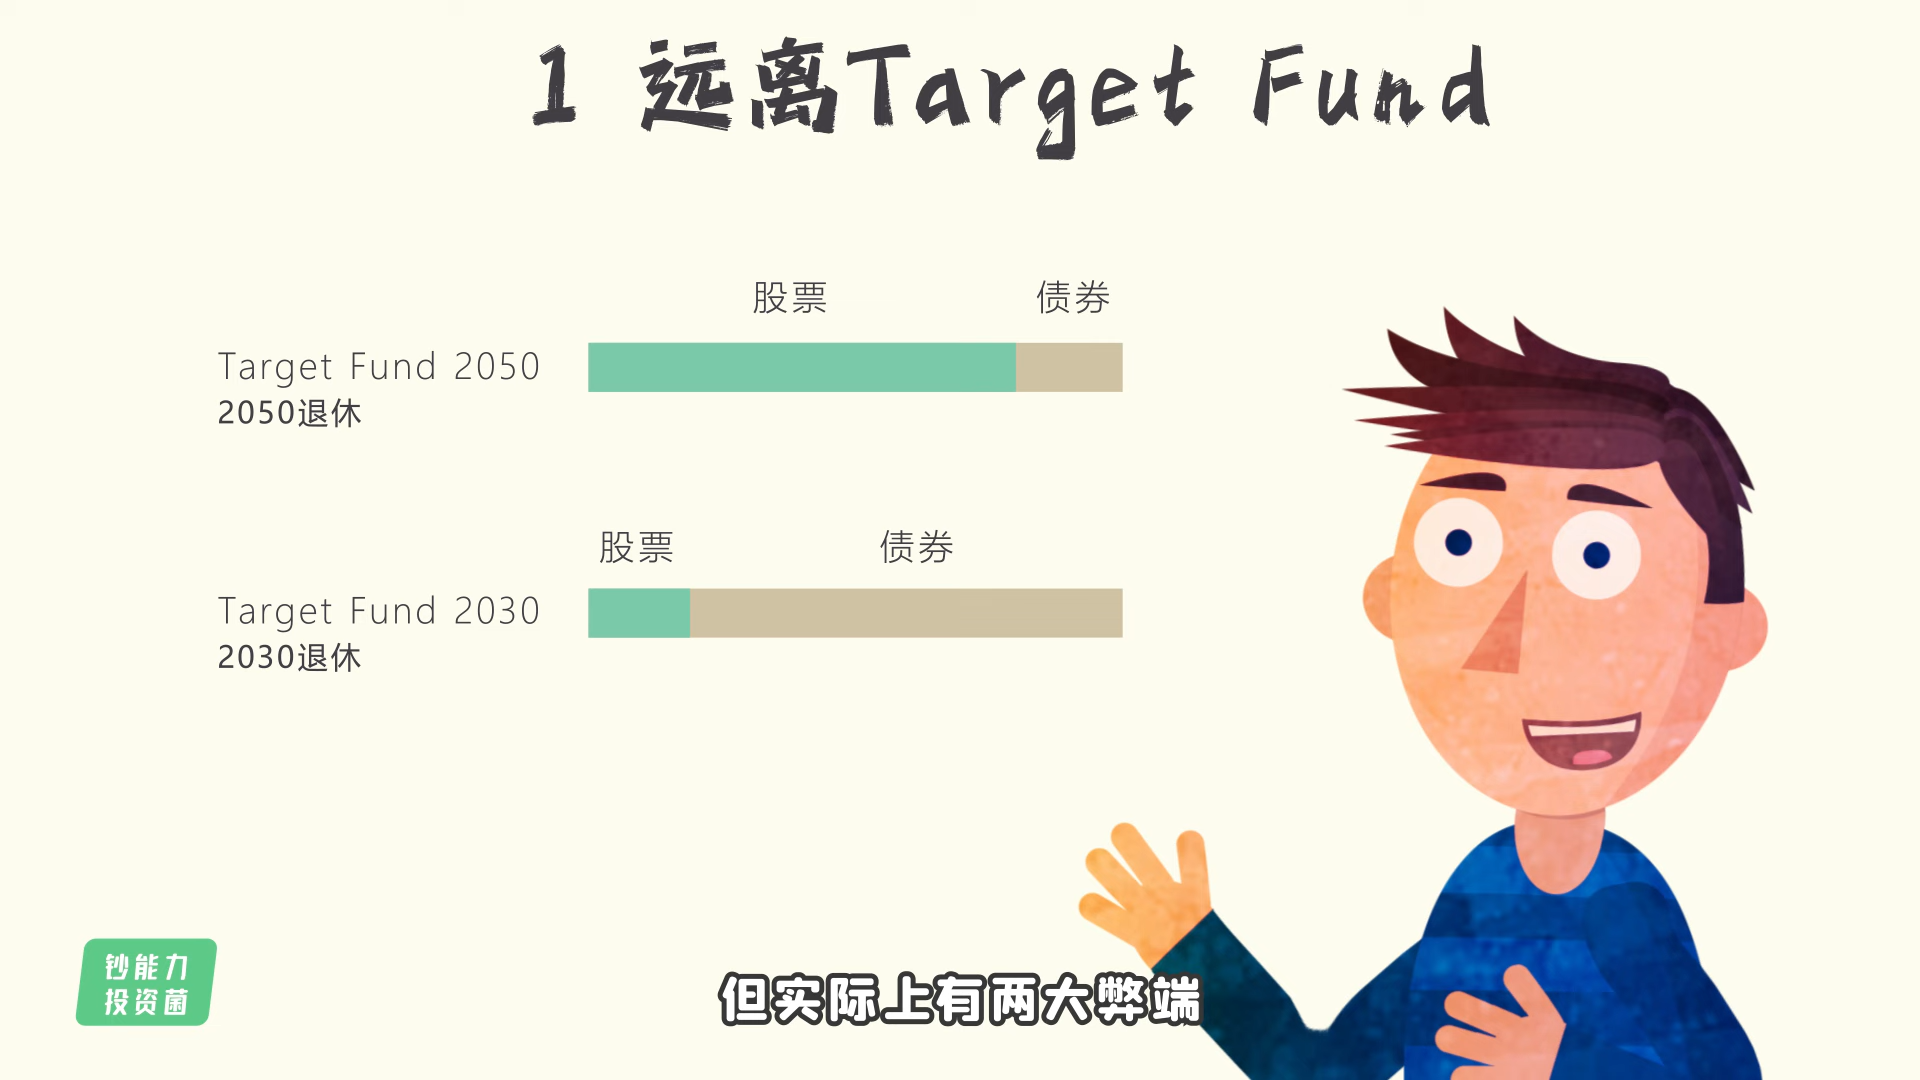 1 远离Target Fund
股票 债券
Target Fund 2050
2050退休
股票 债券
Target Fund 2030
2030退休
钞能力
投资菌
但实际上有两大弊端